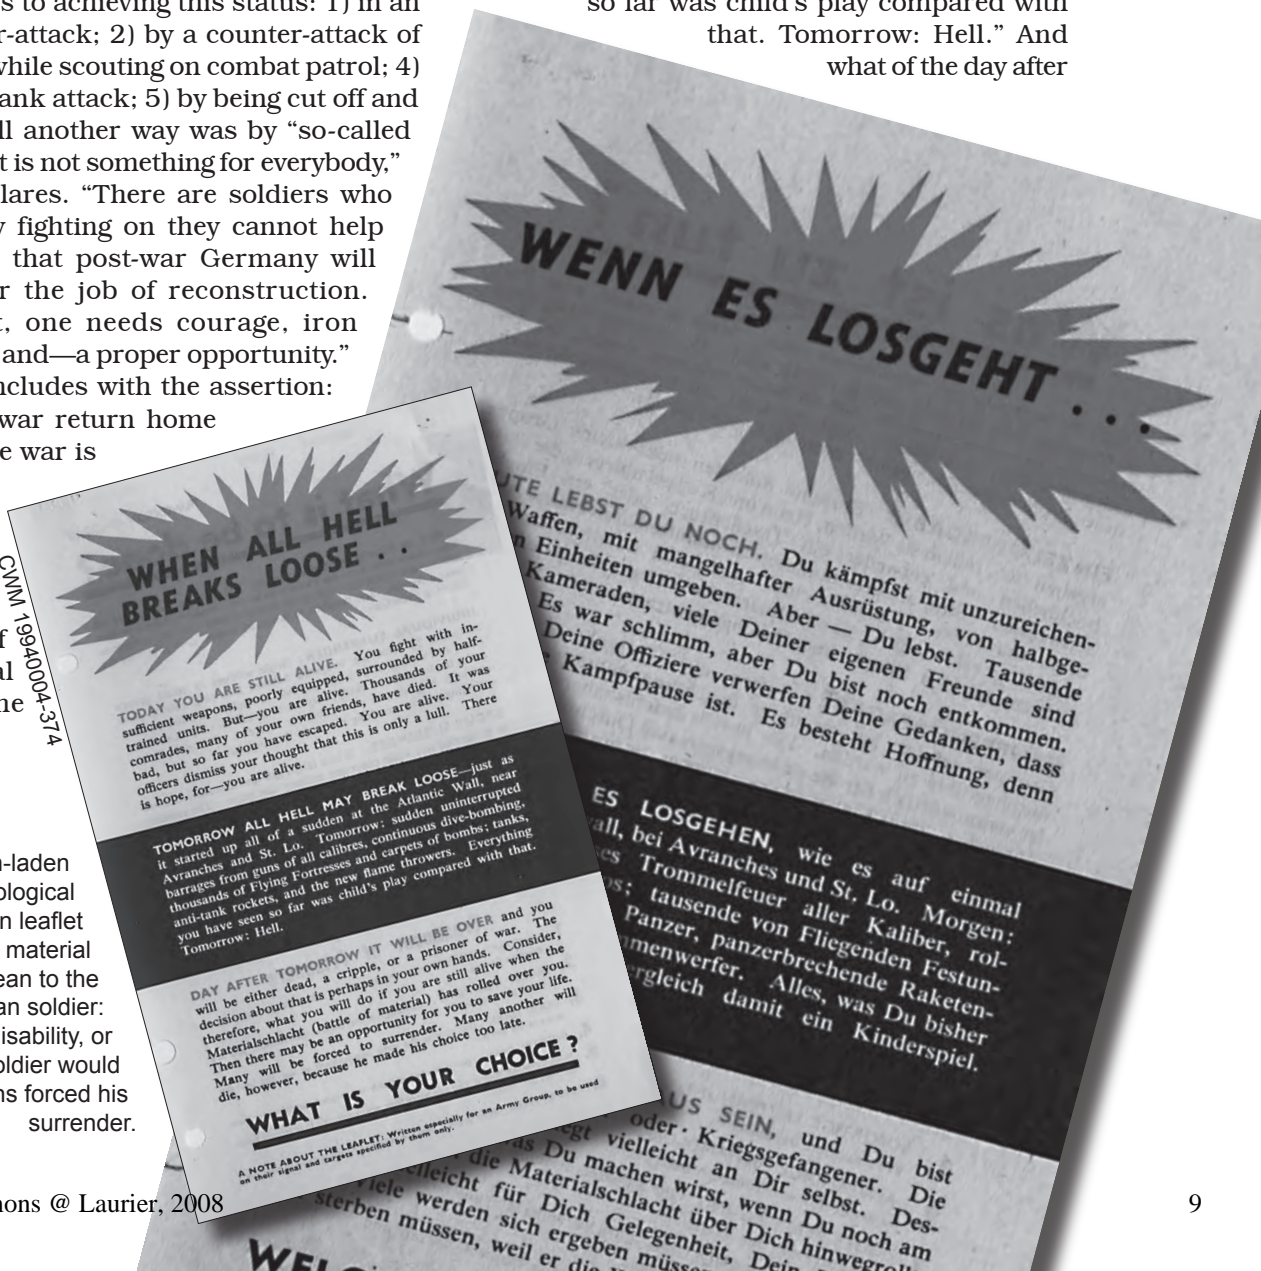 s to achieving this status: 1) in an
r-attack; 2) by a counter-attack of
while scouting on combat patrol; 4)
ank attack; 5) by being cut off and
ll another way was by “so-called
t is not something for everybody,”
lares. “There are soldiers who
y fighting on they cannot help
that post-war Germany will
r the job of reconstruction.
t, one needs courage, iron
and—a proper opportunity.”
ncludes with the assertion:
war return home
e war is
f
al
ne
so far was child’s play compared with
that. Tomorrow: Hell.” And
what of the day after
WENN ES LOSGEHT . . .
UTE LEBST DU NOCH. Du kämpfst mit unzureichen-
Waffen, mit mangelhafter Ausrüstung, von halbge-
n Einheiten umgeben. Aber — Du lebst. Tausende
Kameraden, viele Deiner eigenen Freunde sind
Es war schlimm, aber Du bist noch entkommen.
Deine Offiziere verwerfen Deine Gedanken, dass
e Kampfpause ist. Es besteht Hoffnung, denn
ES LOSGEHEN, wie es auf einmal
all, bei Avranches und St. Lo. Morgen:
es Trommelfeuer aller Kaliber, rol-
s; tausende von Fliegenden Festun-
Panzer, panzerbrechende Raketen-
menwerfer. Alles, was Du bisher
ergleich damit ein Kinderspiel.
US SEIN, und Du bist
oder Kriegsgefangener. Die
egt vielleicht an Dir selbst. Des-
as Du machen wirst, wenn Du noch am
die Materialschlacht über Dich hinwegroll
elleicht für Dich Gelegenheit, Dein
Viele werden sich ergeben müssen
sterben müssen, weil er die
WELC
WHEN ALL HELL
BREAKS LOOSE . .
TODAY YOU ARE STILL ALIVE. You fight with in-
sufficient weapons, poorly equipped, surrounded by half-
trained units. But—you are alive. Thousands of your
comrades, many of your own friends, have died. It was
bad, but so far you have escaped. You are alive. Your
officers dismiss your thought that this is only a lull. There
is hope, for—you are alive.
TOMORROW ALL HELL MAY BREAK LOOSE—just as
it started up all of a sudden at the Atlantic Wall, near
Avranches and St. Lo. Tomorrow: sudden uninterrupted
barrages from guns of all calibres, continuous dive-bombing,
thousands of Flying Fortresses and carpets of bombs; tanks,
anti-tank rockets, and the new flame throwers. Everything
you have seen so far was child's play compared with that.
Tomorrow: Hell.
DAY AFTER TOMORROW IT WILL BE OVER and you
will be either dead, a cripple, or a prisoner of war. The
decision about that is perhaps in your own hands. Consider,
therefore, what you will do if you are still alive when the
Materialschlacht (battle of material) has rolled over you.
Then there may be an opportunity for you to save your life.
Many will be forced to surrender. Many another will
die, however, because he made his choice too late.
WHAT IS YOUR CHOICE ?
A NOTE ABOUT THE LEAFLET: Written especially for an Army Group, to be used
on their signal and targets specified by them only.
CWM 19940004-374
n-laden
ological
n leaflet
material
ean to the
an soldier:
isability, or
oldier would
ns forced his
surrender.
mons @ Laurier, 2008
9